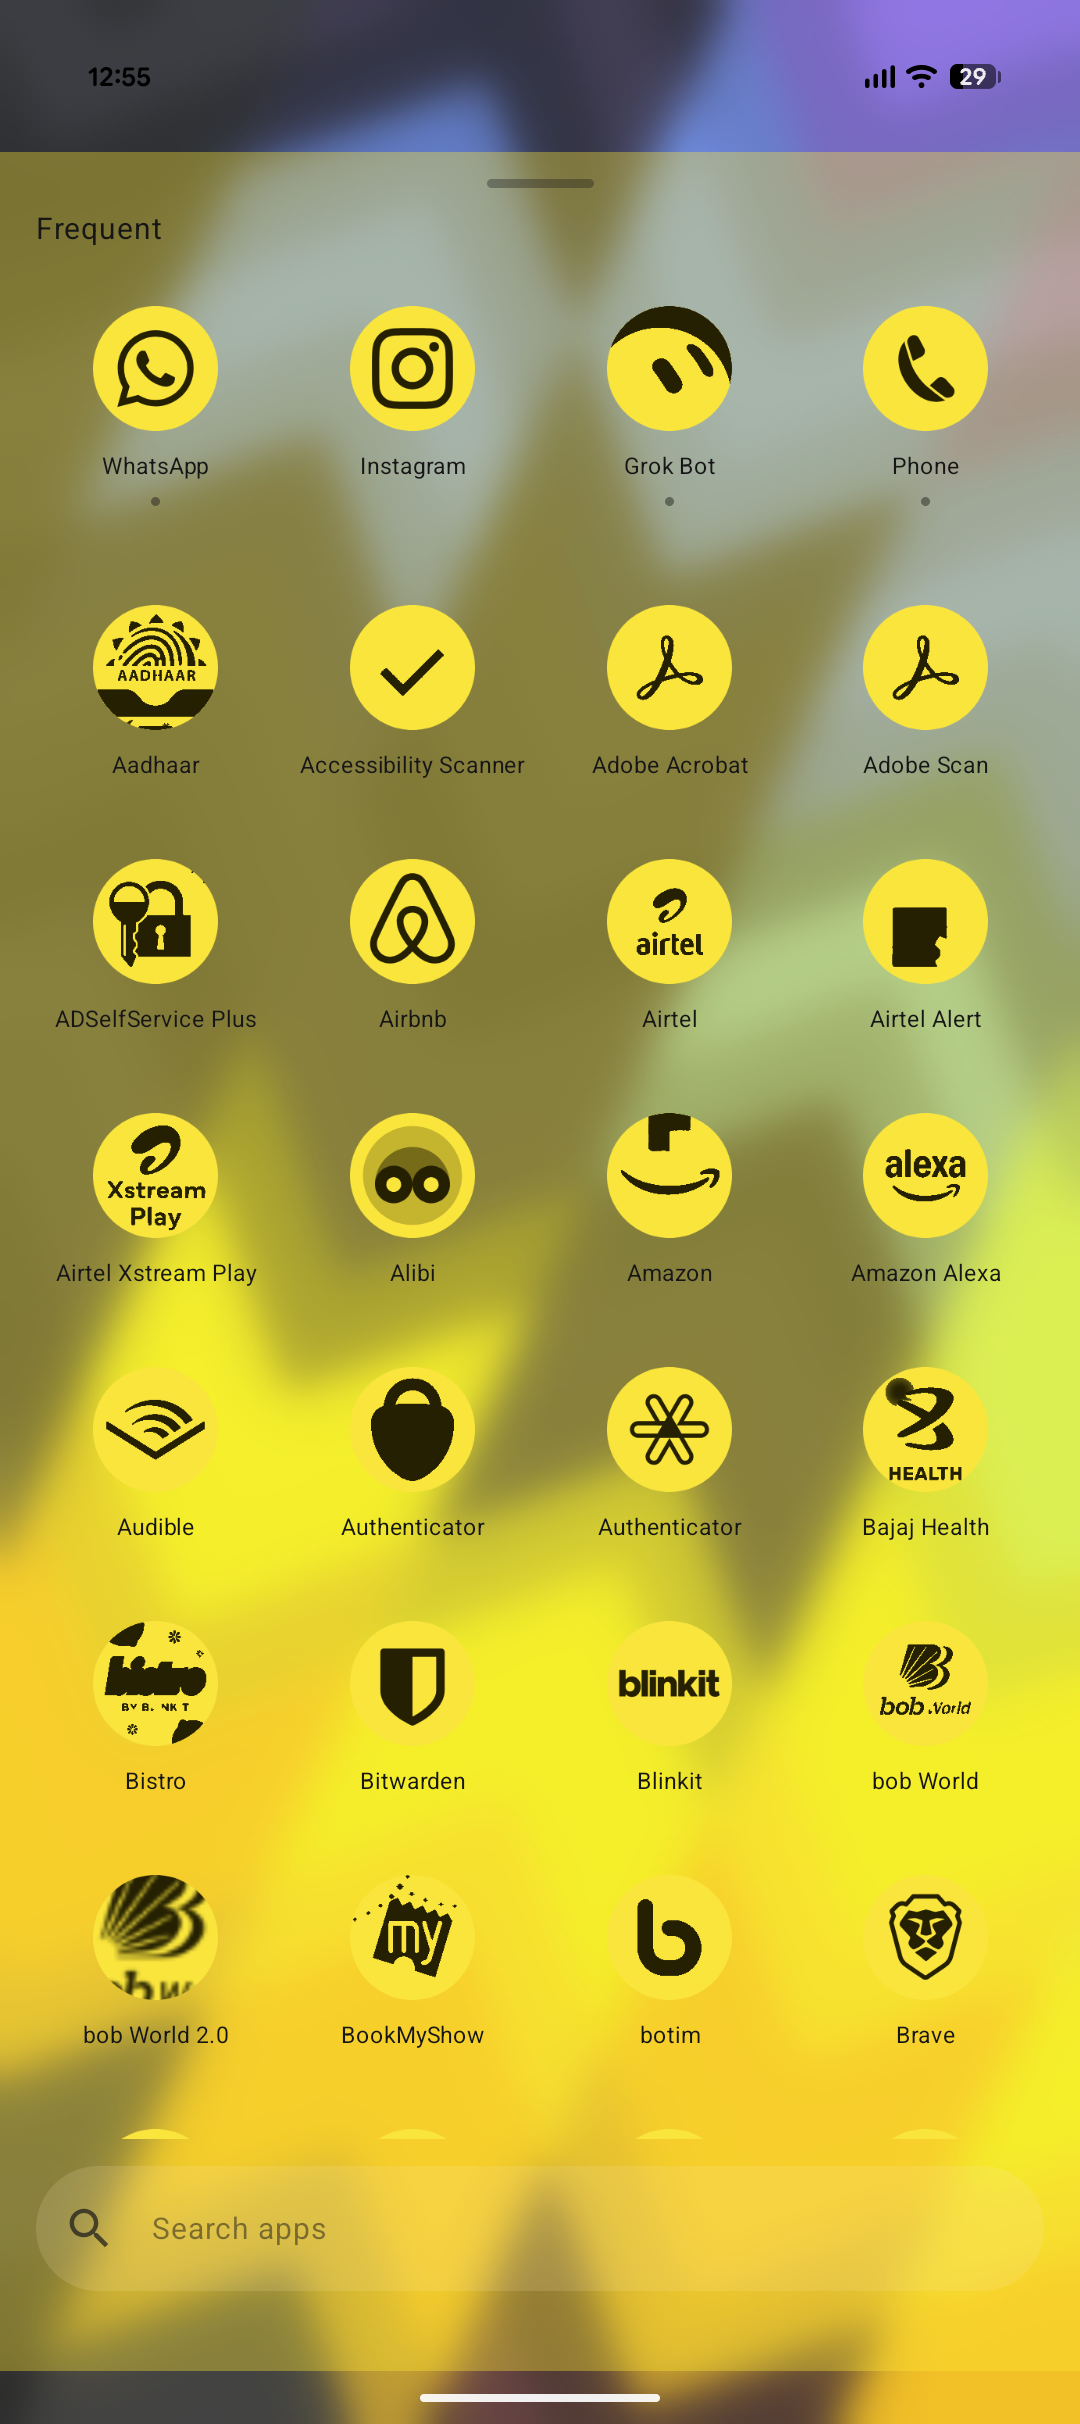 12:55
29
Frequent
WhatsApp
Instagram
Grok Bot
Phone
AADHAAR
Aadhaar
Accessibility Scanner
Adobe Acrobat
Adobe Scan
airtel
ADSelfService Plus
Airbnb
Airtel
Airtel Alert
Xstream
Play
alexa
Airtel Xstream Play
Alibi
Amazon
Amazon Alexa
HEALTH
Audible
Authenticator
Authenticator
Bajaj Health
bistro
blinkit
bob
Bistro
Bitwarden
Blinkit
bob World
my
bob World 2.0
BookMyShow
botim
Brave
Search apps